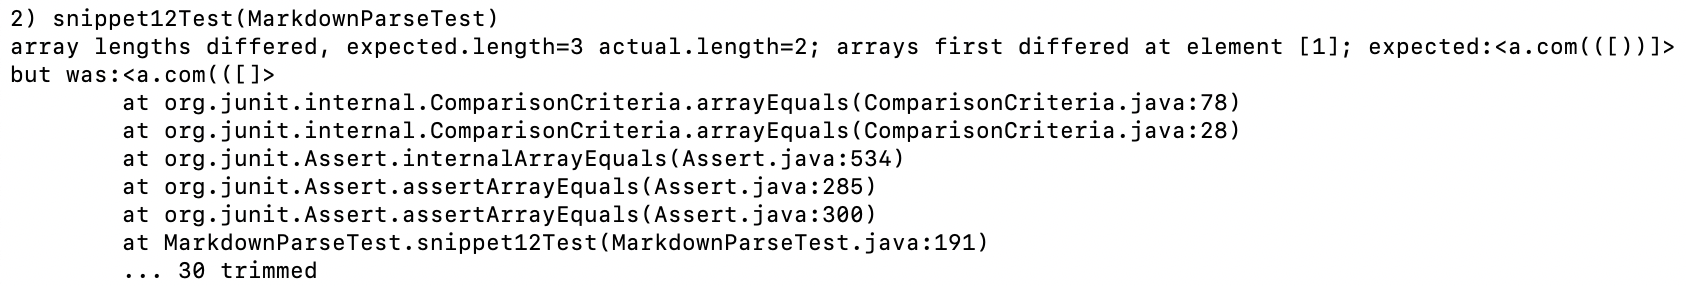 2) snippet12Test(MarkdownParseTest)
array lengths differed, expected.length=3 actual.length=2; arrays first differed at element [1]; expected:<a.com(([))]>
but was:<a.com(([]>
        at org.junit.internal.ComparisonCriteria.arrayEquals(ComparisonCriteria.java:78)
        at org.junit.internal.ComparisonCriteria.arrayEquals(ComparisonCriteria.java:28)
        at org.junit.Assert.internalArrayEquals(Assert.java:534)
        at org.junit.Assert.assertArrayEquals(Assert.java:285)
        at org.junit.Assert.assertArrayEquals(Assert.java:300)
        at MarkdownParseTest.snippet12Test(MarkdownParseTest.java:191)
        ... 30 trimmed